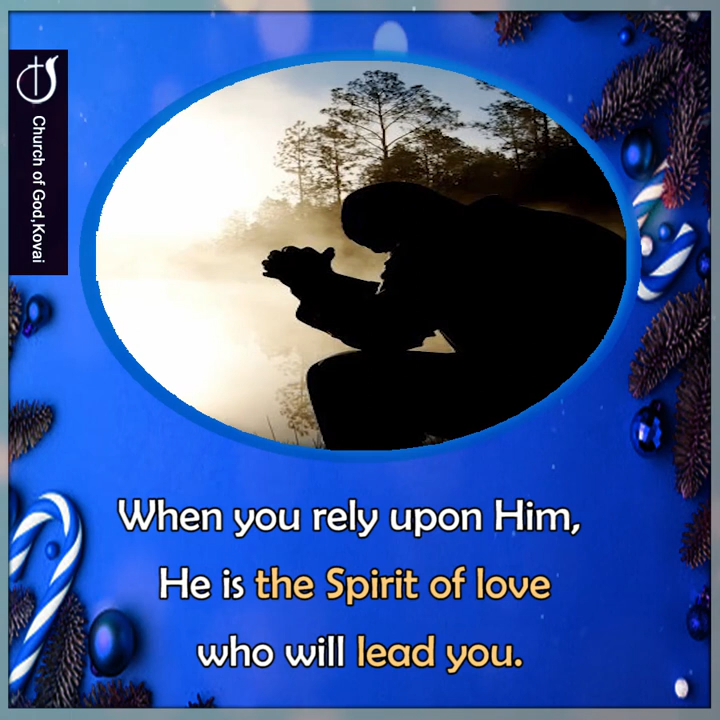 Church of God,Kovai
When you rely upon Him,
He is the Spirit of love
who will lead you.